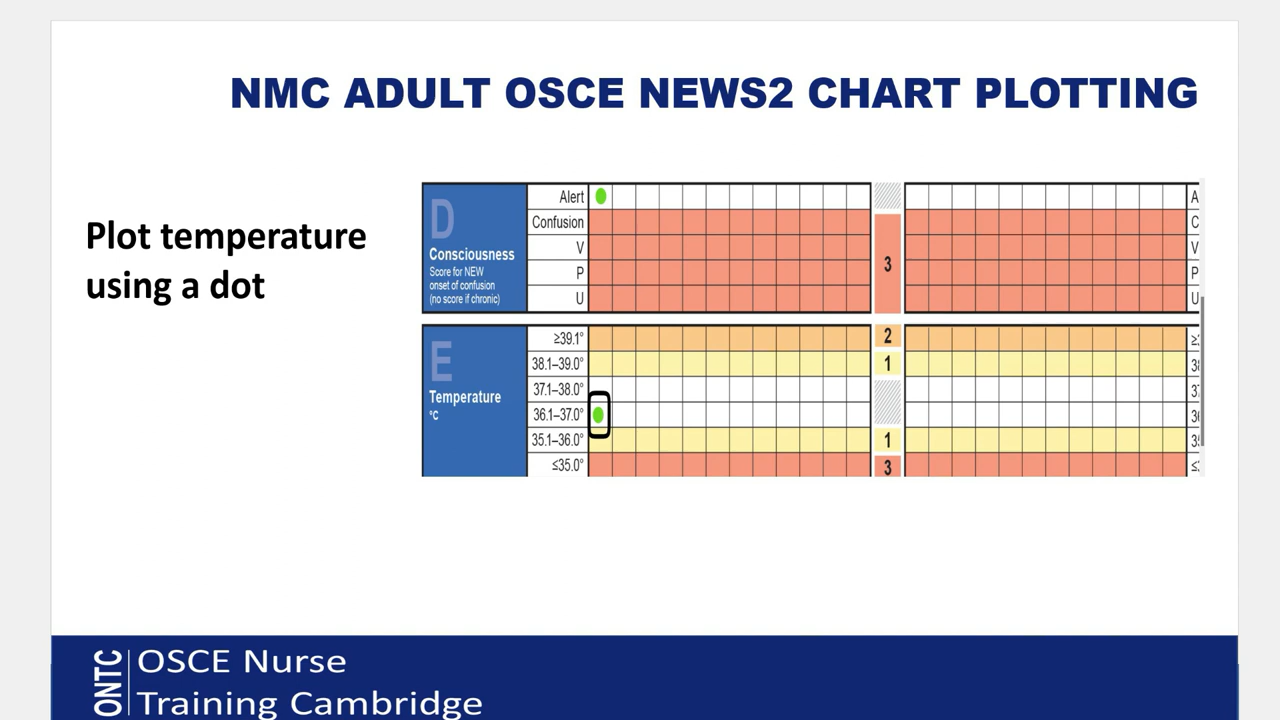 NMC ADULT OSCE NEWS2 CHART PLOTTING
Plot temperature
using a dot
D
Consciousness
Score for NEW
onset of confusion
(no score if chronic)
Alert
Confusion
V
P
U
3
A
C
V
P
U
E
Temperature
°C
≥39.1°
38.1–39.0°
37.1–38.0°
36.1–37.0°
35.1–36.0°
≤35.0°
2
1
1
3
ONTC
OSCE Nurse
Training Cambridge